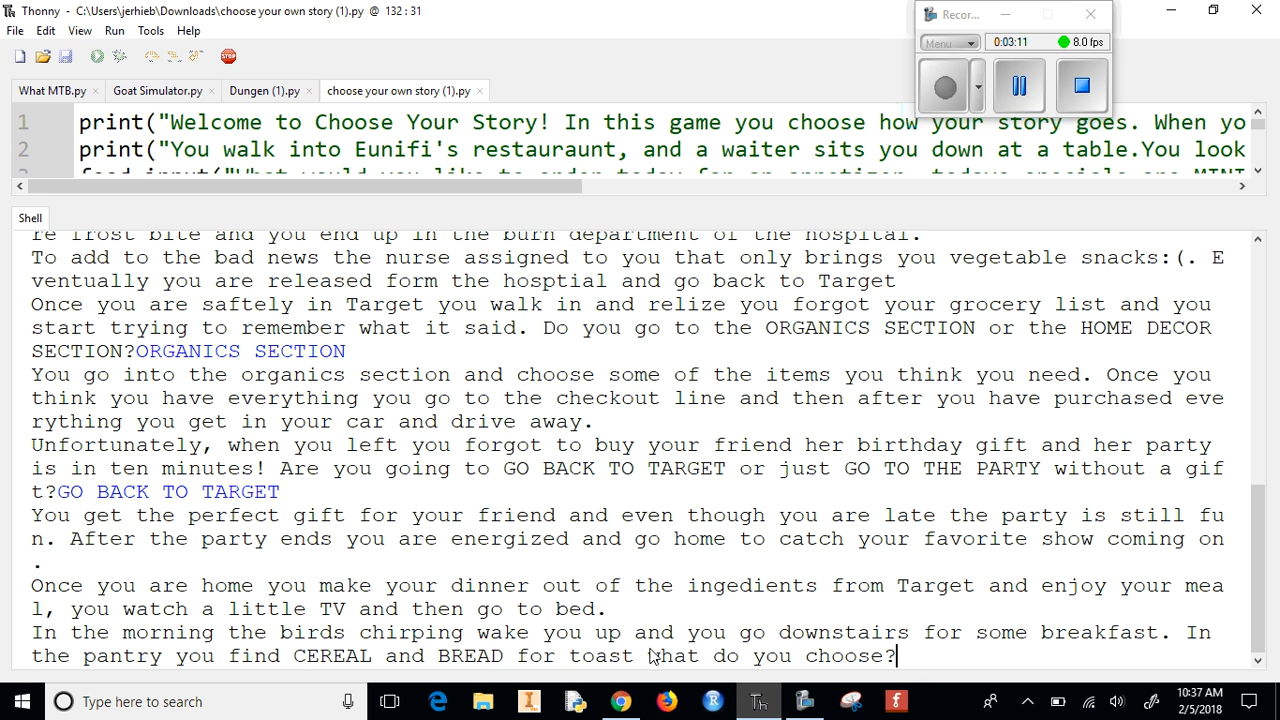 Thonny - C:\Users\jerhieb\Downloads\choose your own story (1).py @ 132 : 31
Recor...
File Edit View Run Tools Help
Menu 0:03:11 8.0 fps
STOP
What MTB.py Goat Simulator.py Dungen (1).py choose your own story (1).py
1 print("Welcome to Choose Your Story! In this game you choose how your story goes. When yo
2 print("You walk into Eunifi's restauraunt, and a waiter sits you down at a table.You look
Shell
re frost bite and you end up in the burn department of the hospital.
To add to the bad news the nurse assigned to you that only brings you vegetable snacks:(. E
ventually you are released form the hosptial and go back to Target
Once you are saftely in Target you walk in and relize you forgot your grocery list and you
start trying to remember what it said. Do you go to the ORGANICS SECTION or the HOME DECOR
SECTION?ORGANICS SECTION
You go into the organics section and choose some of the items you think you need. Once you
think you have everything you go to the checkout line and then after you have purchased eve
rything you get in your car and drive away.
Unfortunately, when you left you forgot to buy your friend her birthday gift and her party
is in ten minutes! Are you going to GO BACK TO TARGET or just GO TO THE PARTY without a gif
t?GO BACK TO TARGET
You get the perfect gift for your friend and even though you are late the party is still fu
n. After the party ends you are energized and go home to catch your favorite show coming on
.
Once you are home you make your dinner out of the ingedients from Target and enjoy your mea
l, you watch a little TV and then go to bed.
In the morning the birds chirping wake you up and you go downstairs for some breakfast. In
the pantry you find CEREAL and BREAD for toast what do you choose?
Type here to search
10:37 AM
2/5/2018